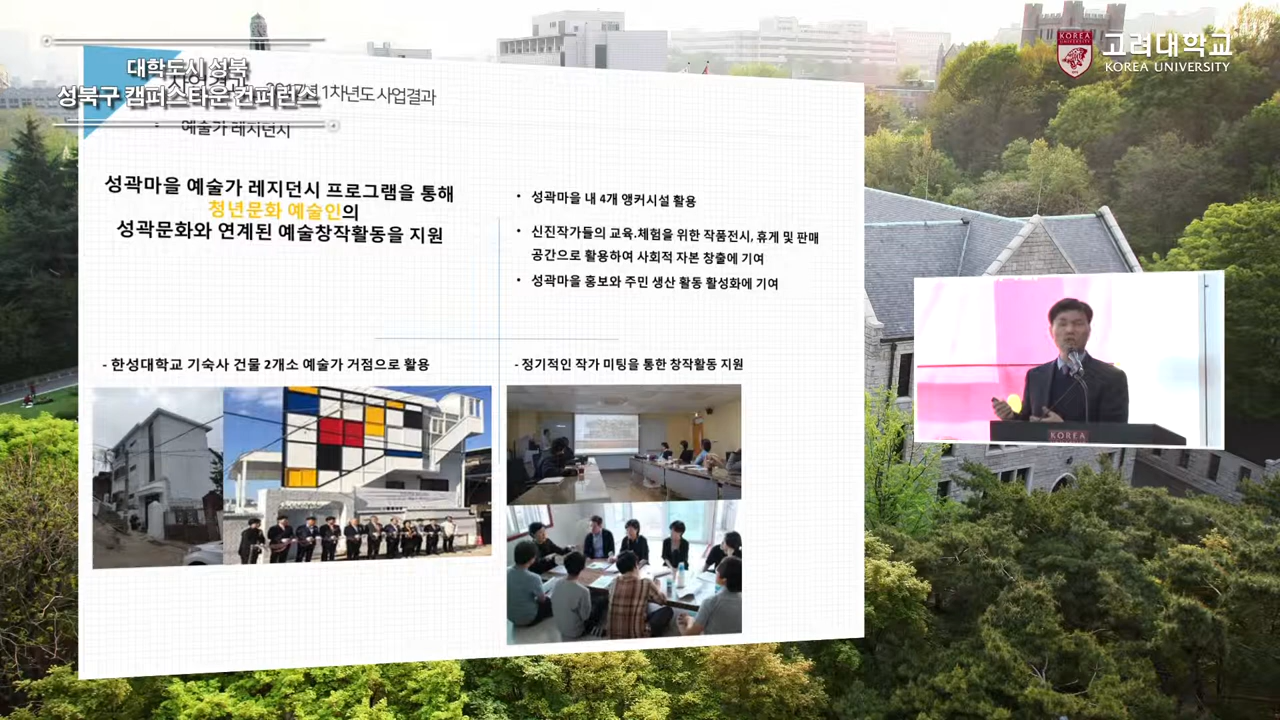 대학도시 성북
성북구 캠퍼스타운 컨퍼런스
1차년도 사업결과
예술가 레지던시
고려대학교
KOREA UNIVERSITY
KOREA
성곽마을 예술가 레지던시 프로그램을 통해
청년문화 예술인의
성곽문화와 연계된 예술창작활동을 지원
• 성곽마을 내 4개 앵커시설 활용
• 신진작가들의 교육.체험을 위한 작품전시, 휴게 및 판매
공간으로 활용하여 사회적 자본 창출에 기여
• 성곽마을 홍보와 주민 생산 활동 활성화에 기여
- 한성대학교 기숙사 건물 2개소 예술가 거점으로 활용
- 정기적인 작가 미팅을 통한 창작활동 지원
KOREA